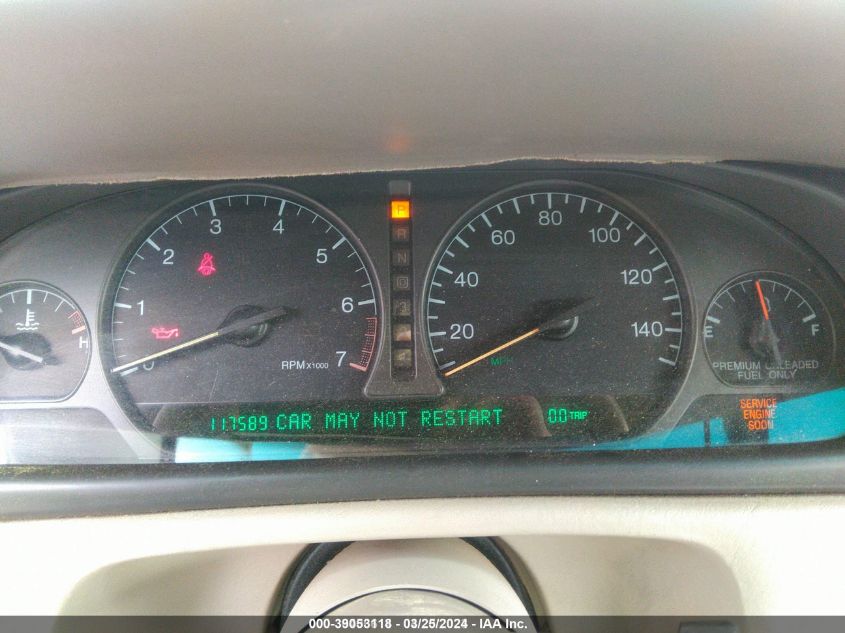 3
2
4
1
5
0
6
7
RPM X1000
H
P
R
N
D
3
2
1
80
60
100
40
120
20
140
MPH
E
F
PREMIUM UNLEADED
FUEL ONLY
117589 CAR MAY NOT RESTART 00 TRIP
SERVICE
ENGINE
SOON
000-39053118 - 03/25/2024 - IAA Inc.